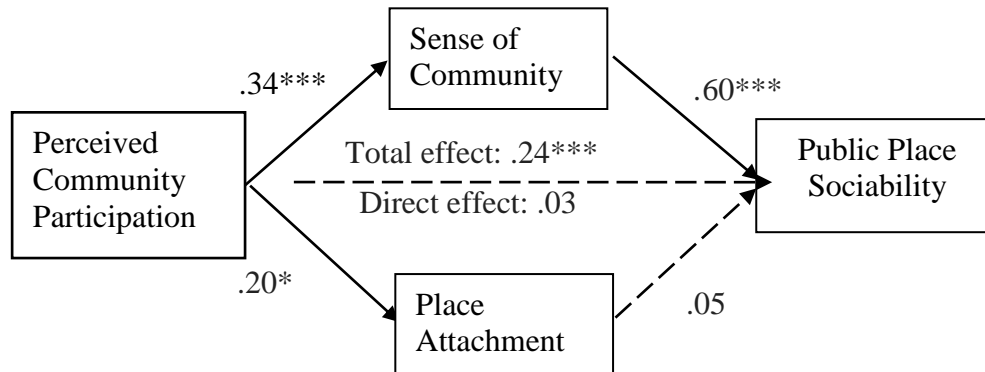 Sense of
Community
.34***
.60***
Perceived
Community
Participation
Total effect: .24***
Direct effect: .03
Public Place
Sociability
.20*
Place
Attachment
.05